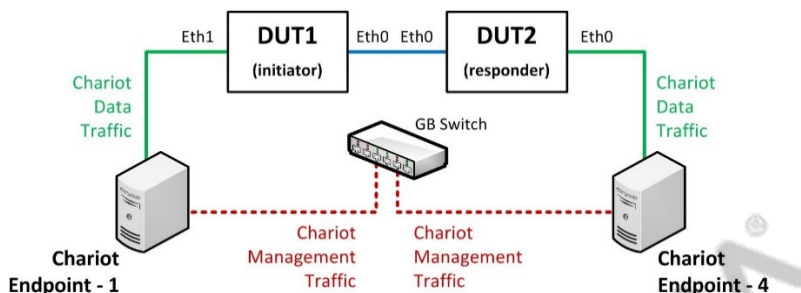 Eth1
DUT1
(initiator)
Eth0
Eth0
DUT2
(responder)
Eth0
Chariot
Data
Traffic
GB Switch
Chariot
Data
Traffic
Chariot
Endpoint - 1
Chariot
Management
Traffic
Chariot
Management
Traffic
Chariot
Endpoint - 4